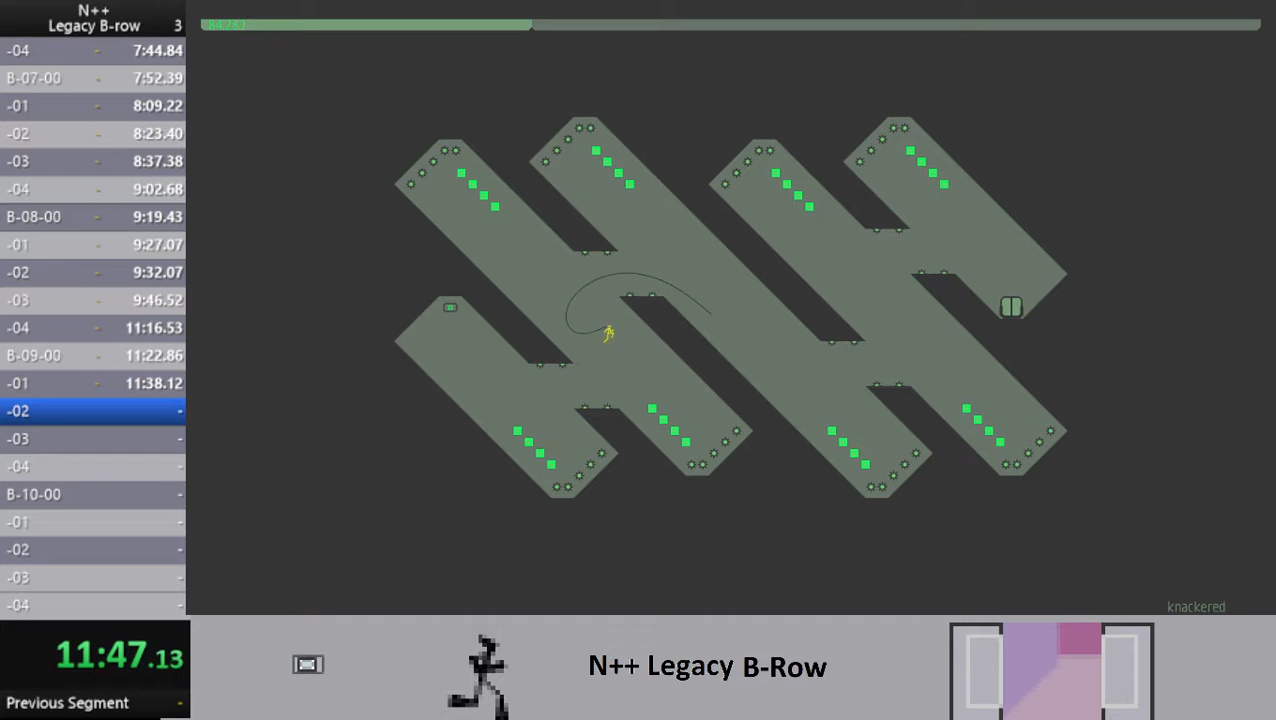 N++
Legacy B-row 3
-04 - 7:44.84
B-07-00 - 7:52.39
-01 - 8:09.22
-02 - 8:23.40
-03 - 8:37.38
-04 - 9:02.68
B-08-00 - 9:19.43
-01 - 9:27.07
-02 - 9:32.07
-03 - 9:46.52
-04 - 11:16.53
B-09-00 - 11:22.86
-01 - 11:38.12
-02 -
-03 -
-04 -
B-10-00 -
-01 -
-02 -
-03 -
-04 -
11:47.13
Previous Segment -
knackered
N++ Legacy B-Row